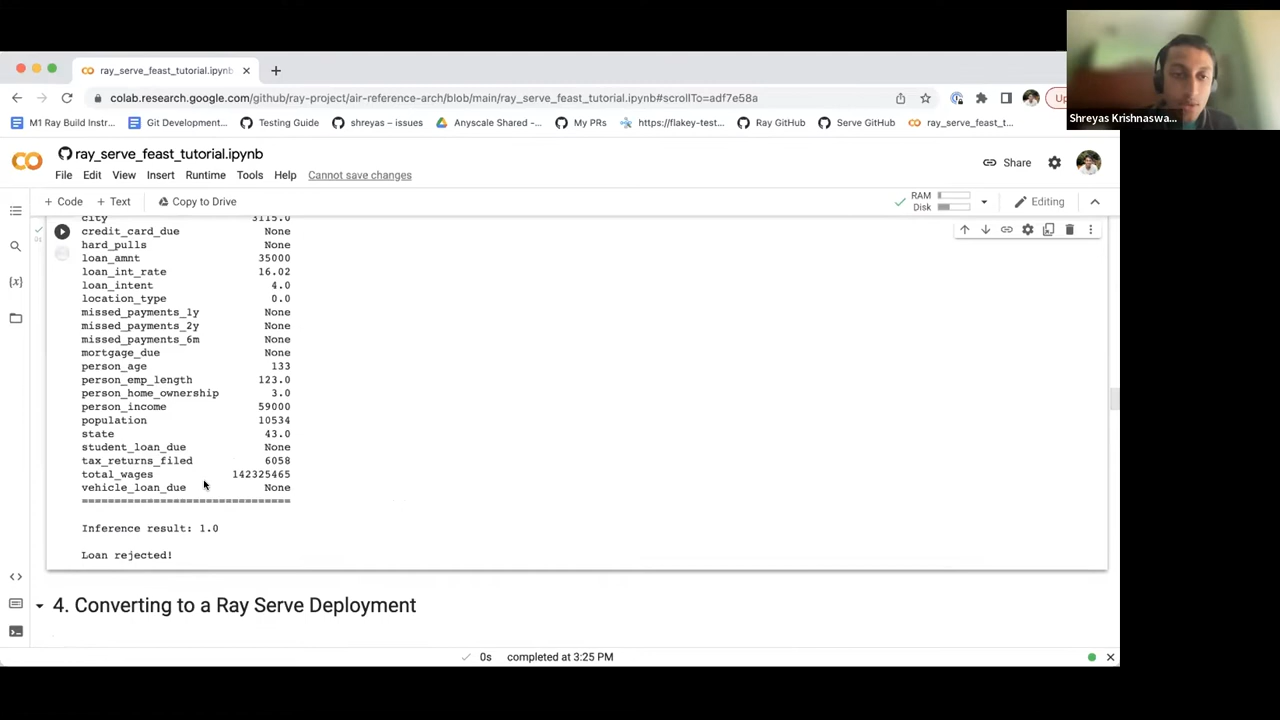 ray_serve_feast_tutorial.ipynb
colab.research.google.com/github/ray-project/air-reference-arch/blob/main/ray_serve_feast_tutorial.ipynb#scrollTo=adf7e58a
M1 Ray Build Instr...
Git Development...
Testing Guide
shreyas – issues
Anyscale Shared -...
My PRs
https://flakey-test...
Ray GitHub
Serve GitHub
ray_serve_feast_t...
Shreyas Krishnaswa...
ray_serve_feast_tutorial.ipynb
Share
File Edit View Insert Runtime Tools Help Cannot save changes
+ Code + Text Copy to Drive
RAM
Disk
Editing
city 3115.0
credit_card_due None
hard_pulls None
loan_amnt 35000
loan_int_rate 16.02
loan_intent 4.0
location_type 0.0
missed_payments_1y None
missed_payments_2y None
missed_payments_6m None
mortgage_due None
person_age 133
person_emp_length 123.0
person_home_ownership 3.0
person_income 59000
population 10534
state 43.0
student_loan_due None
tax_returns_filed 6058
total_wages 142325465
vehicle_loan_due None
================================
Inference result: 1.0
Loan rejected!
4. Converting to a Ray Serve Deployment
0s completed at 3:25 PM